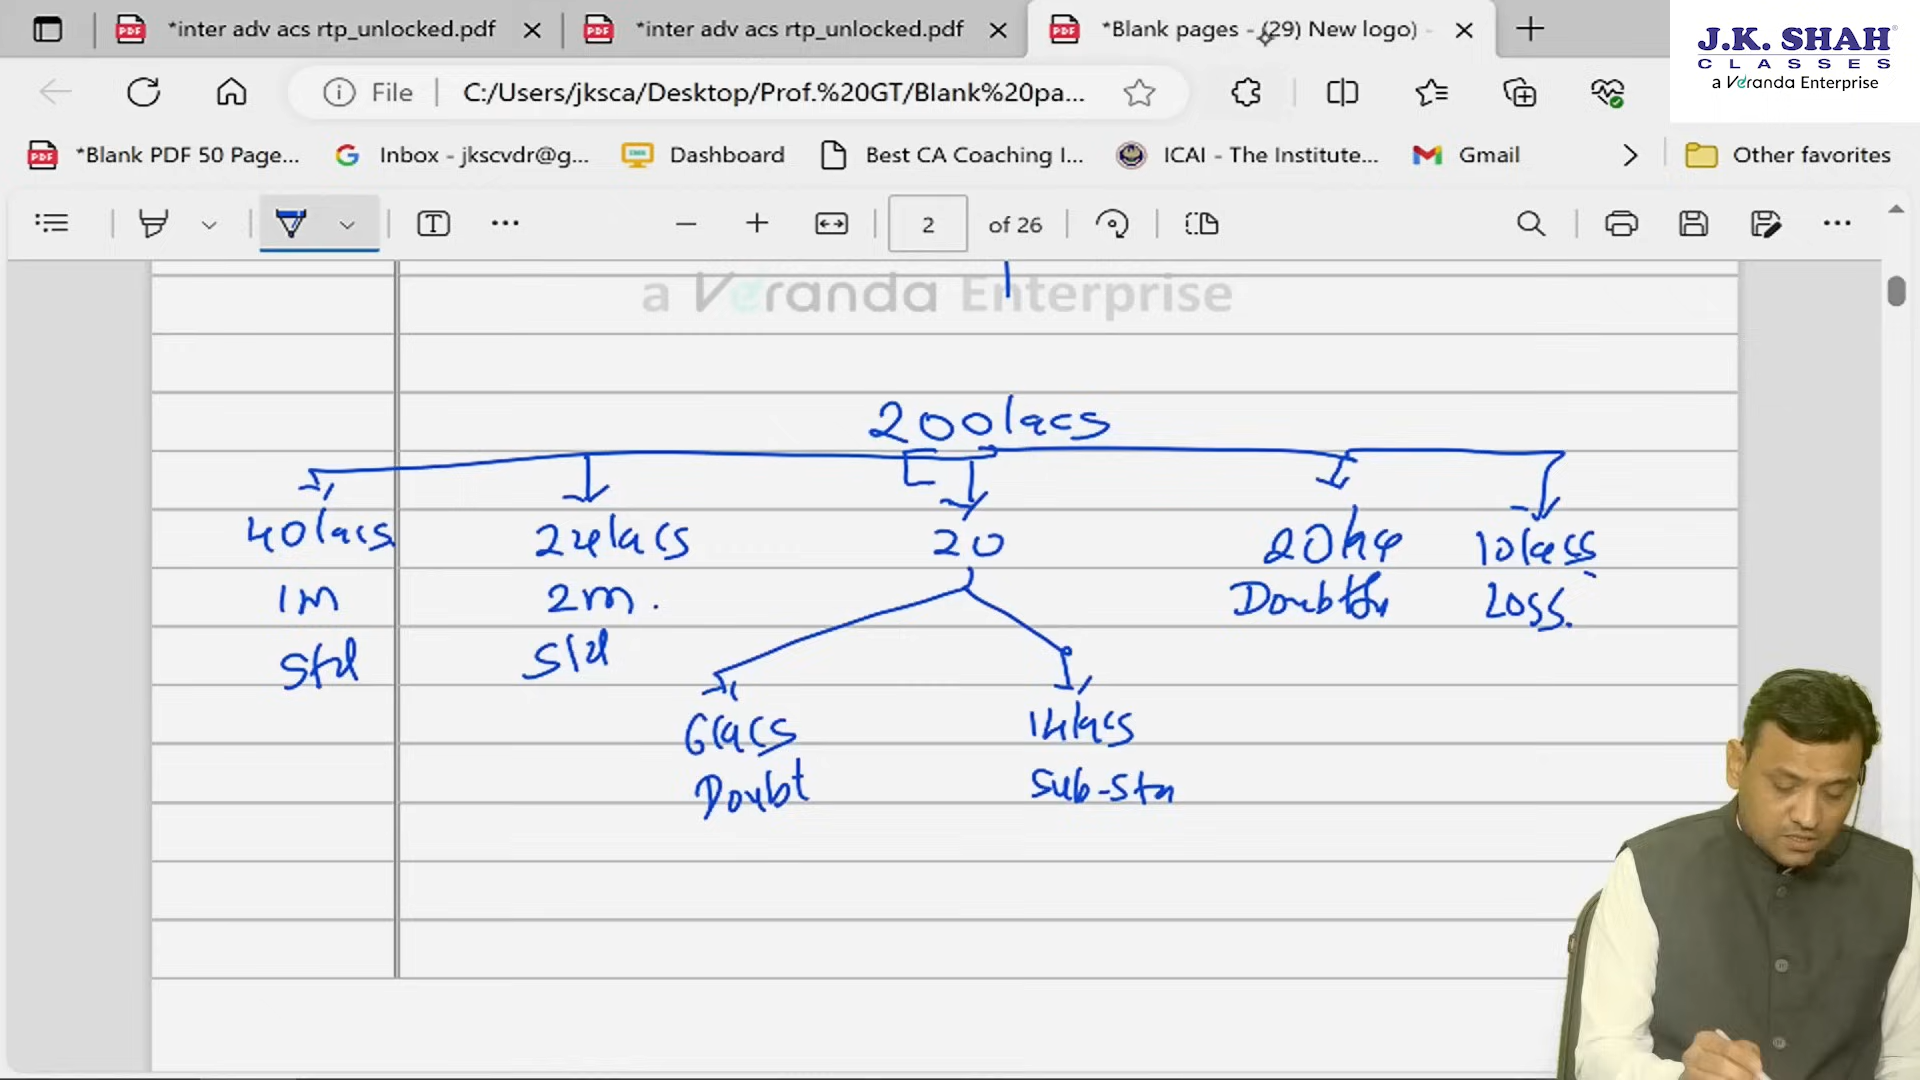 *inter adv acs rtp_unlocked.pdf
*inter adv acs rtp_unlocked.pdf
*Blank pages - (29) New logo) -
J.K. SHAH
CLASSES
a Veranda Enterprise
File
C:/Users/jksca/Desktop/Prof.%20GT/Blank%20pa...
*Blank PDF 50 Page...
Inbox - jkscvdr@g...
Dashboard
Best CA Coaching I...
ICAI - The Institute...
Gmail
Other favorites
2 of 26
a Veranda Enterprise
200lacs
40lacs 24lacs 20 10lacs
1M 2m. Loss.
Std Std
6lacs 14lacs
Doubt Sub-Stn